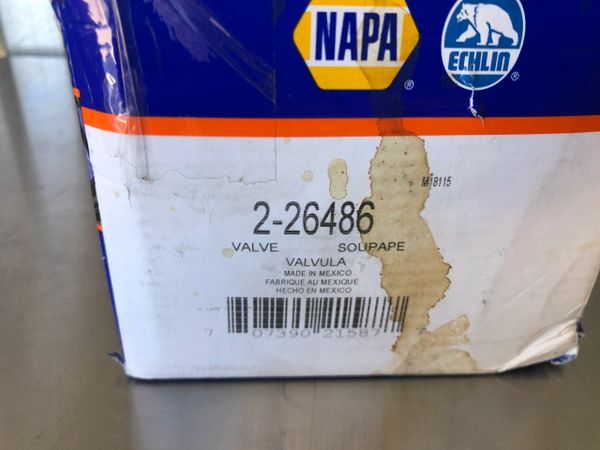 NAPA
®
ECHLIN
®
M18115
2-26486
VALVE SOUPAPE
VALVULA
MADE IN MEXICO
FABRIQUE AU MEXIQUE
HECHO EN MEXICO
7 07390 21587